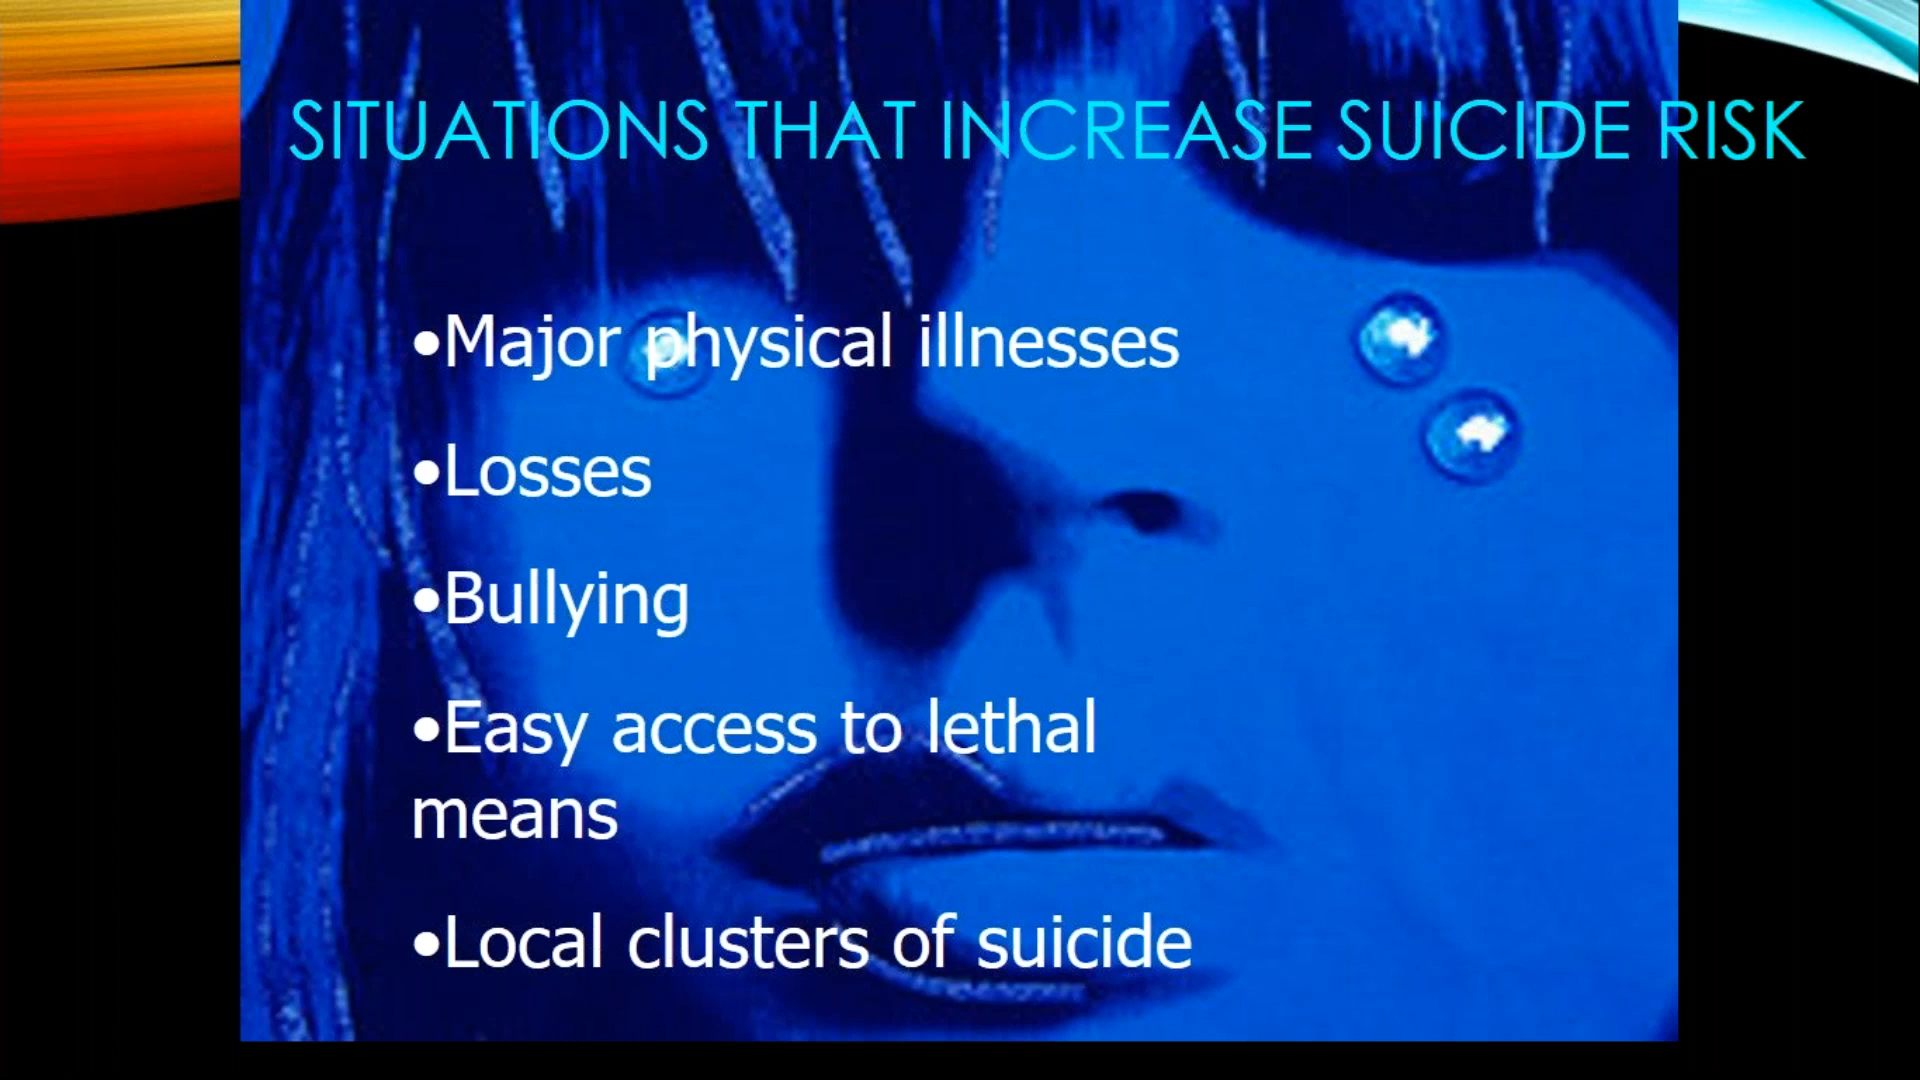 SITUATIONS THAT INCREASE SUICIDE RISK
•Major physical illnesses
•Losses
•Bullying
•Easy access to lethal
means
•Local clusters of suicide